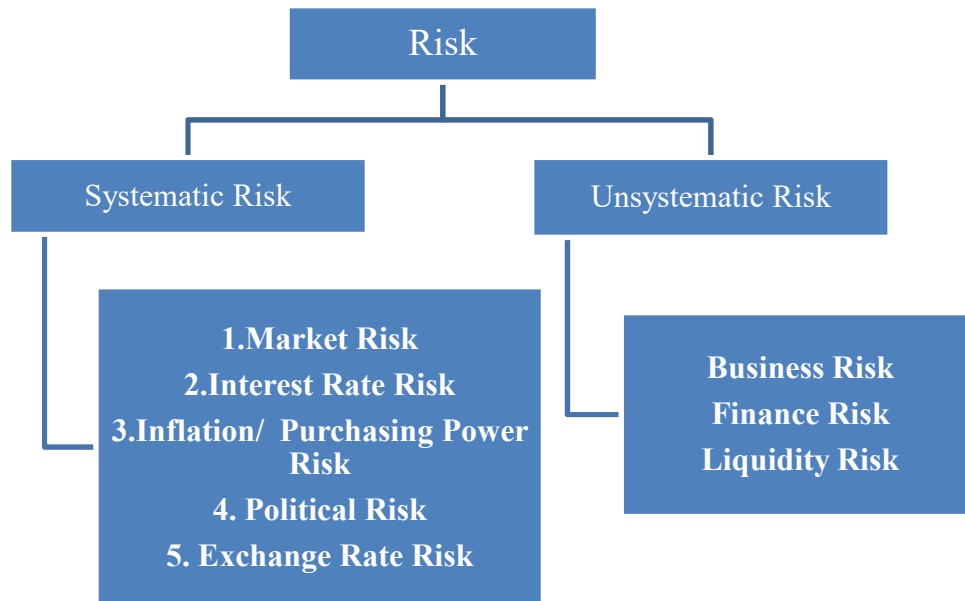 Risk
Systematic Risk
Unsystematic Risk
1.Market Risk
2.Interest Rate Risk
3.Inflation/  Purchasing Power
Risk
4. Political Risk
5. Exchange Rate Risk
Business Risk
Finance Risk
Liquidity Risk